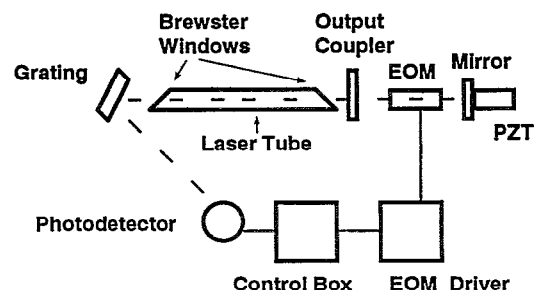 Brewster
Windows
Output
Coupler
Grating
EOM
Mirror
PZT
Laser Tube
Photodetector
Control Box
EOM Driver